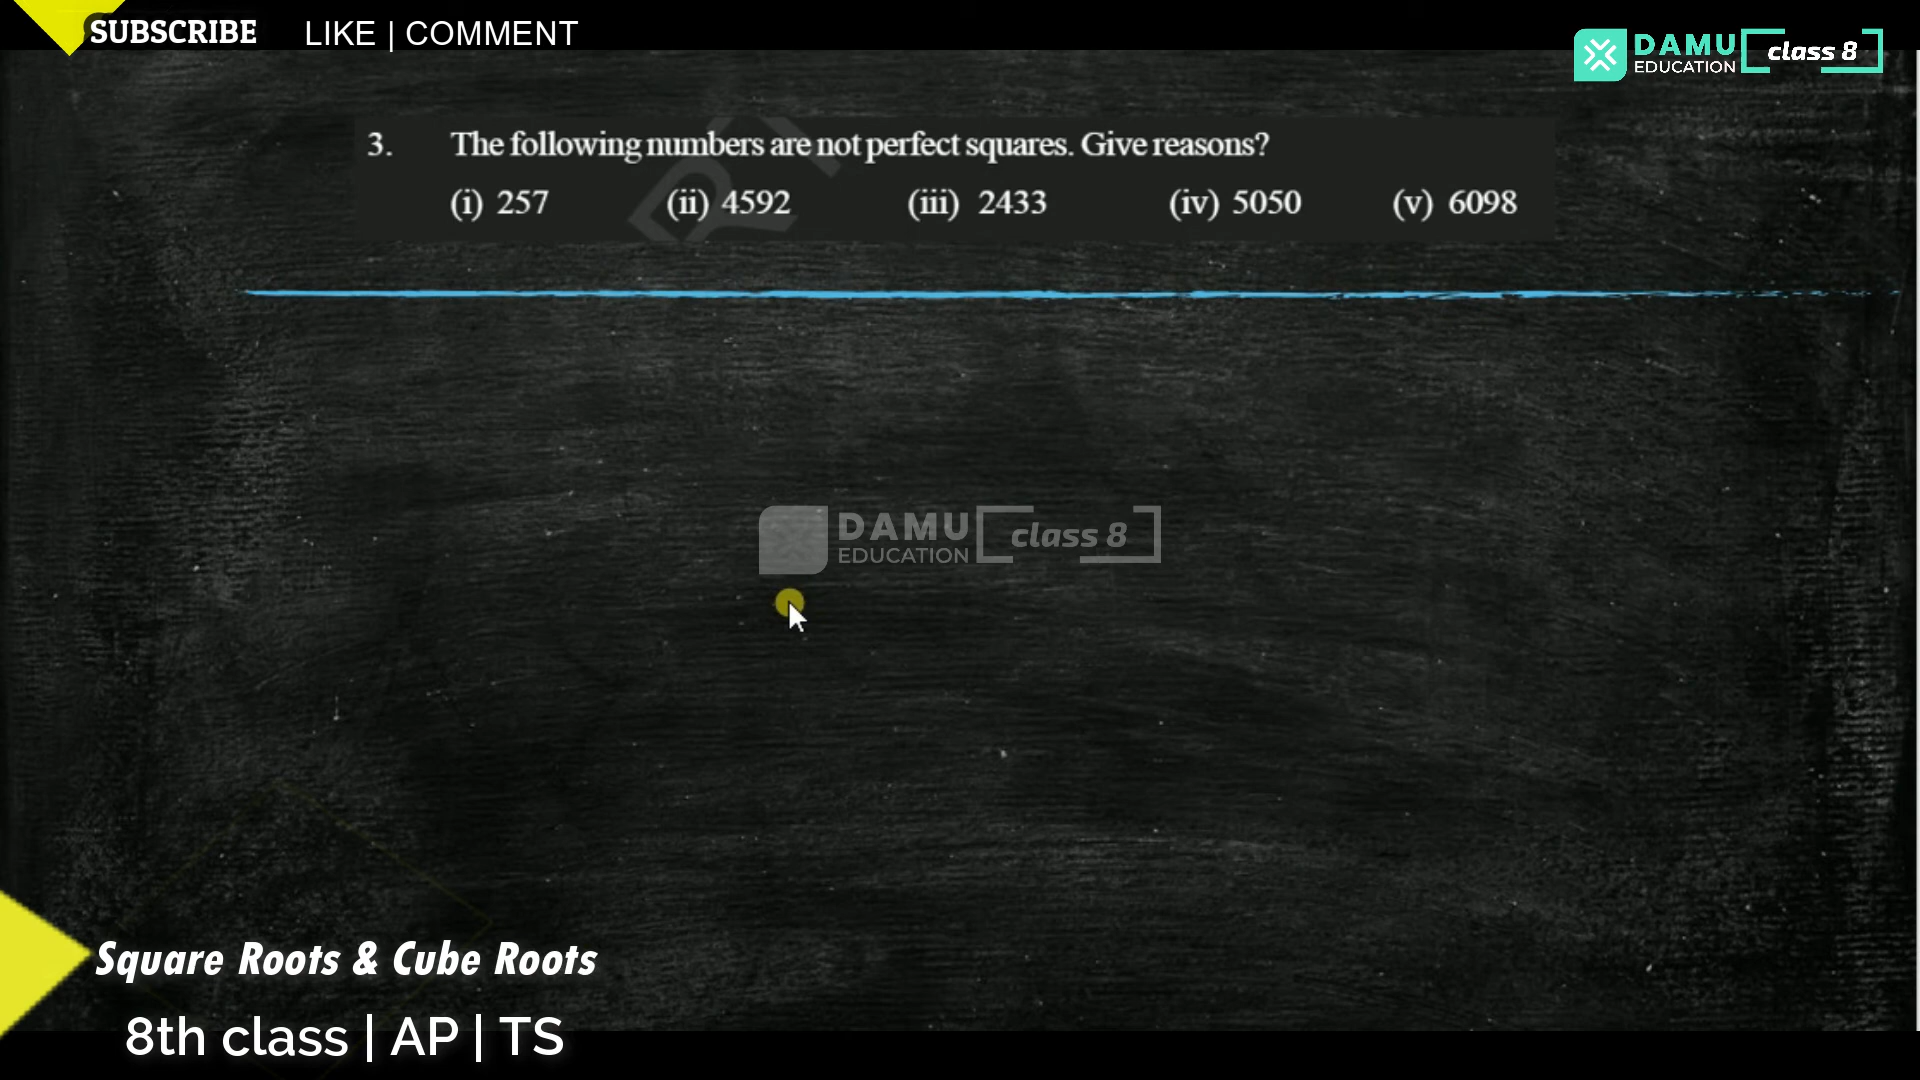 SUBSCRIBE LIKE | COMMENT
DAMU EDUCATION class 8
3. The following numbers are not perfect squares. Give reasons?
(i) 257 (ii) 4592 (iii) 2433 (iv) 5050 (v) 6098
DAMU EDUCATION class 8
Square Roots & Cube Roots
8th class | AP | TS